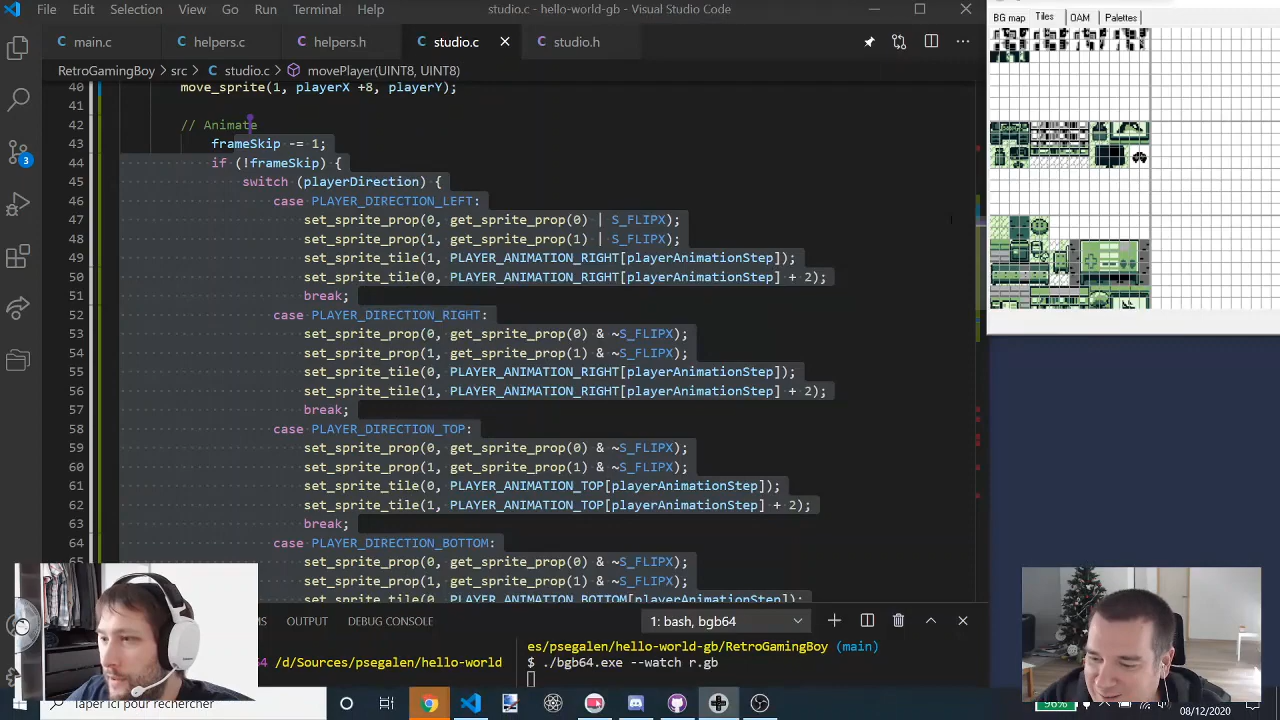 File Edit Selection View Go Run Terminal Help studio.c - hello-world-gb - Visual Studio Code
main.c helpers.c helpers.h studio.c studio.h
RetroGamingBoy > src > studio.c > movePlayer(UINT8, UINT8)
BG map Tiles OAM Palettes
40 move_sprite(1, playerX +8, playerY);
41
42 // Animate
43 frameSkip -= 1;
44 if (!frameSkip) {
45 switch (playerDirection) {
46 case PLAYER_DIRECTION_LEFT:
47 set_sprite_prop(0, get_sprite_prop(0) | S_FLIPX);
48 set_sprite_prop(1, get_sprite_prop(1) | S_FLIPX);
49 set_sprite_tile(1, PLAYER_ANIMATION_RIGHT[playerAnimationStep]);
50 set_sprite_tile(0, PLAYER_ANIMATION_RIGHT[playerAnimationStep] + 2);
51 break;
52 case PLAYER_DIRECTION_RIGHT:
53 set_sprite_prop(0, get_sprite_prop(0) & ~S_FLIPX);
54 set_sprite_prop(1, get_sprite_prop(1) & ~S_FLIPX);
55 set_sprite_tile(0, PLAYER_ANIMATION_RIGHT[playerAnimationStep]);
56 set_sprite_tile(1, PLAYER_ANIMATION_RIGHT[playerAnimationStep] + 2);
57 break;
58 case PLAYER_DIRECTION_TOP:
59 set_sprite_prop(0, get_sprite_prop(0) & ~S_FLIPX);
60 set_sprite_prop(1, get_sprite_prop(1) & ~S_FLIPX);
61 set_sprite_tile(0, PLAYER_ANIMATION_TOP[playerAnimationStep]);
62 set_sprite_tile(1, PLAYER_ANIMATION_TOP[playerAnimationStep] + 2);
63 break;
64 case PLAYER_DIRECTION_BOTTOM:
65 set_sprite_prop(0, get_sprite_prop(0) & ~S_FLIPX);
set_sprite_prop(1, get_sprite_prop(1) & ~S_FLIPX);
set_sprite_tile(0, PLAYER_ANIMATION_BOTTOM[playerAnimationStep]);
3
OUTPUT DEBUG CONSOLE 1: bash, bgb64
64 /d/Sources/psegalen/hello-world
es/psegalen/hello-world-gb/RetroGamingBoy (main)
$ ./bgb64.exe --watch r.gb
Taper ici pour rechercher
96%
08/12/2020